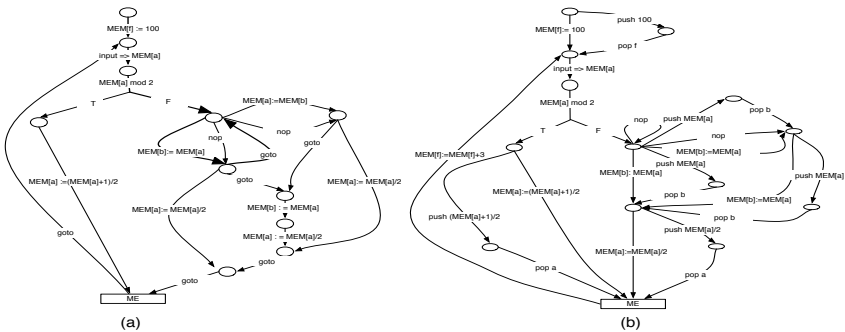 MEM[f] := 100
input => MEM[a]
MEM[a] mod 2
T
F
MEM[a]:=MEM[b]
nop
nop
MEM[b]:= MEM[a]
goto
goto
goto
MEM[a] :=(MEM[a]+1)/2
MEM[a]:= MEM[a]/2
MEM[a]:= MEM[a]/2
MEM[b] : = MEM[a]
goto
MEM[a] : = MEM[a]/2
goto
goto
ME
(a)
push 100
MEM[f]:= 100
pop f
input => MEM[a]
MEM[a] mod 2
T
F
nop
push MEM[a]
pop b
nop
MEM[b]:=MEM[a]
MEM[f]:=MEM[f]+3
push MEM[a]
MEM[b]: MEM[a]
push MEM[a]
MEM[a]:=(MEM[a]+1)/2
pop b
MEM[b]:=MEM[a]
push (MEM[a]+1)/2
pop b
push MEM[a]/2
MEM[a]:=MEM[a]/2
pop a
pop a
ME
(b)